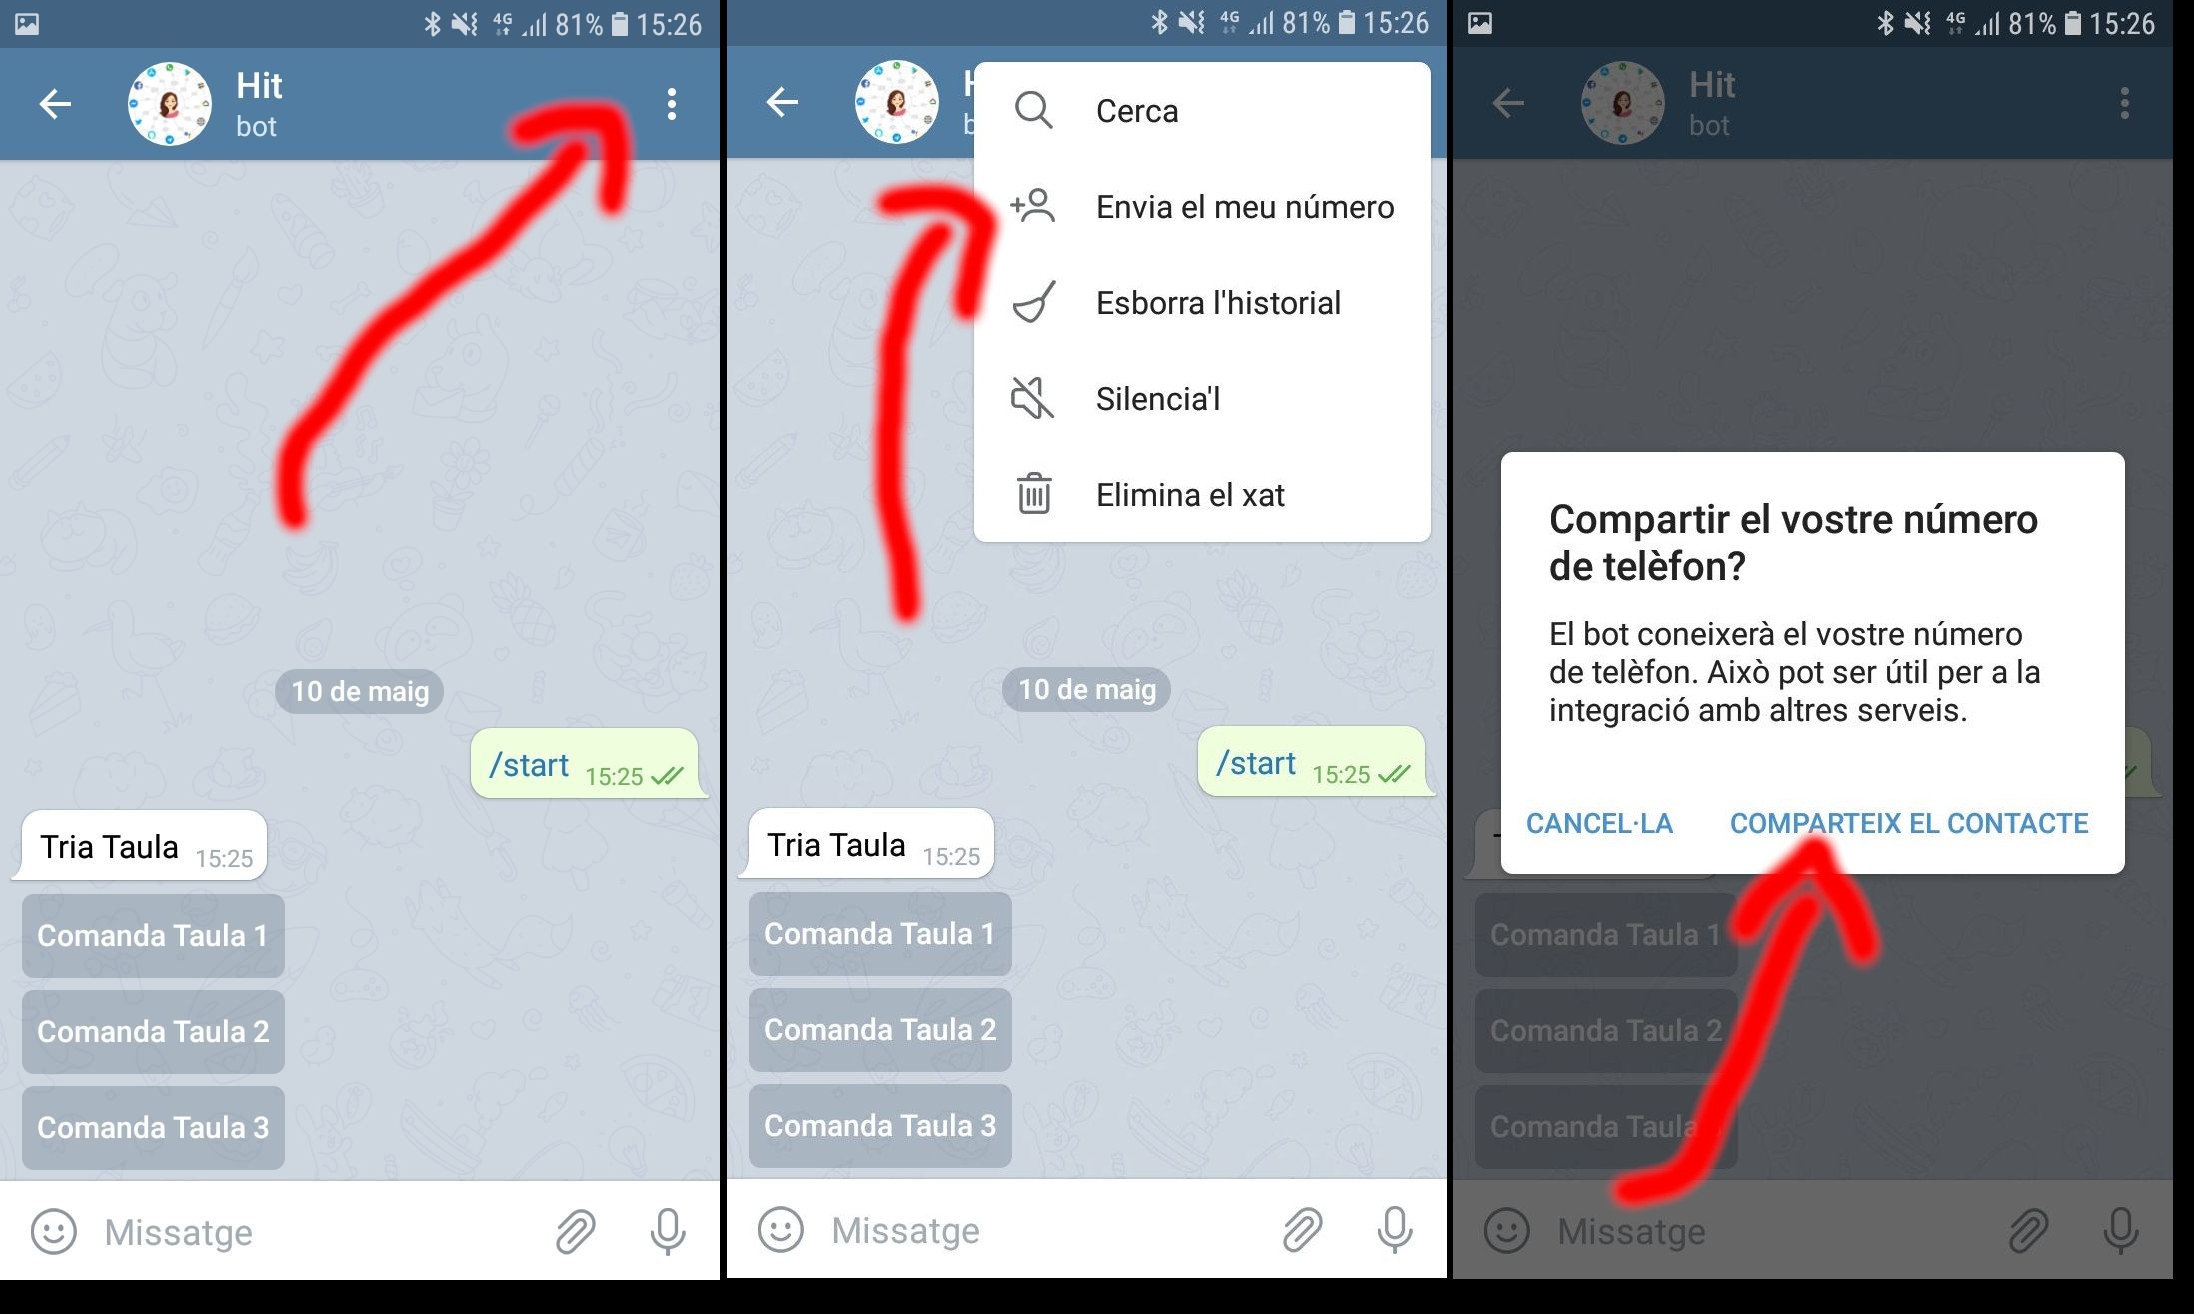 4G 81% 15:26
Hit
bot
10 de maig
/start 15:25
Tria Taula 15:25
Comanda Taula 1
Comanda Taula 2
Comanda Taula 3
Missatge
4G 81% 15:26
Cerca
Envia el meu número
Esborra l'historial
Silencia'l
Elimina el xat
10 de maig
/start 15:25
Tria Taula 15:25
Comanda Taula 1
Comanda Taula 2
Comanda Taula 3
Missatge
4G 81% 15:26
Hit
bot
Compartir el vostre número
de telèfon?
El bot coneixerà el vostre número
de telèfon. Això pot ser útil per a la
integració amb altres serveis.
CANCEL·LA COMPARTEIX EL CONTACTE
Comanda Taula 1
Comanda Taula 2
Comanda Taula
Missatge